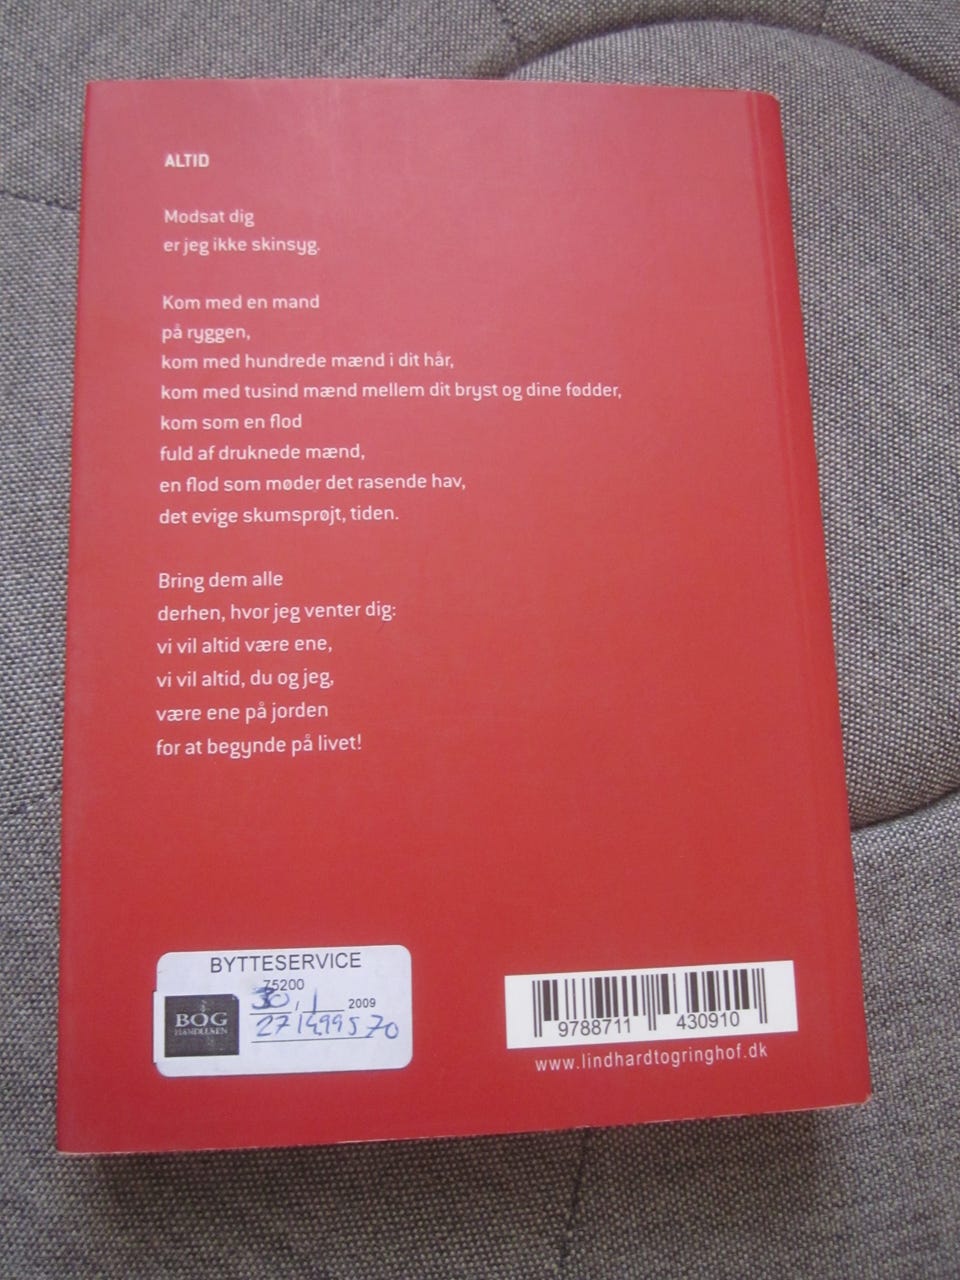 ALTID
Modsat dig
er jeg ikke skinsyg.
Kom med en mand
på ryggen,
kom med hundrede mænd i dit hår,
kom med tusind mænd mellem dit bryst og dine fødder,
kom som en flod
fuld af druknede mænd,
en flod som møder det rasende hav,
det evige skumsprøjt, tiden.
Bring dem alle
derhen, hvor jeg venter dig:
vi vil altid være ene,
vi vil altid, du og jeg,
være ene på jorden
for at begynde på livet!
BYTTESERVICE
75200
30, 1 2009
BOG
HANDLEREN
9788711 430910
www.lindhardtogringhof.dk